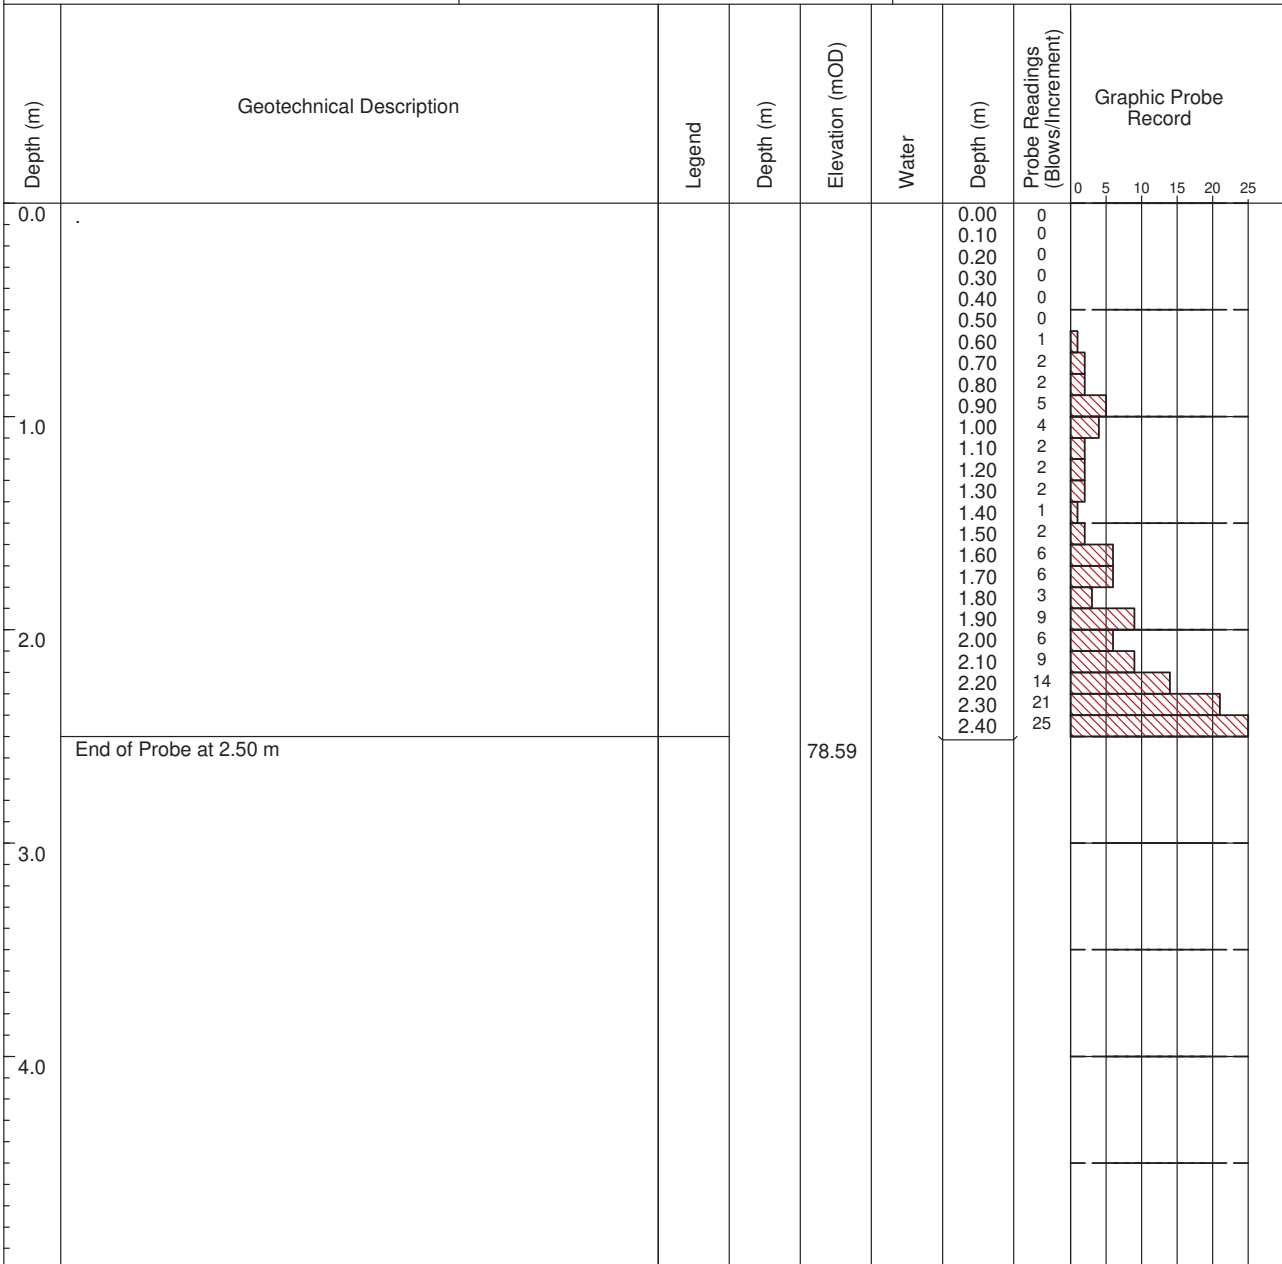 Depth (m)
Geotechnical Description
Legend
Depth (m)
Elevation (mOD)
Water
Depth (m)
Probe Readings
(Blows/Increment)
Graphic Probe
Record
0 5 10 15 20 25
0.0 . 0.00 0
0.10 0
0.20 0
0.30 0
0.40 0
0.50 0
0.60 1
0.70 2
0.80 2
0.90 5
1.0 1.00 4
1.10 2
1.20 2
1.30 2
1.40 1
1.50 2
1.60 6
1.70 6
1.80 3
1.90 9
2.0 2.00 6
2.10 9
2.20 14
2.30 21
2.40 25
End of Probe at 2.50 m 78.59
3.0
4.0